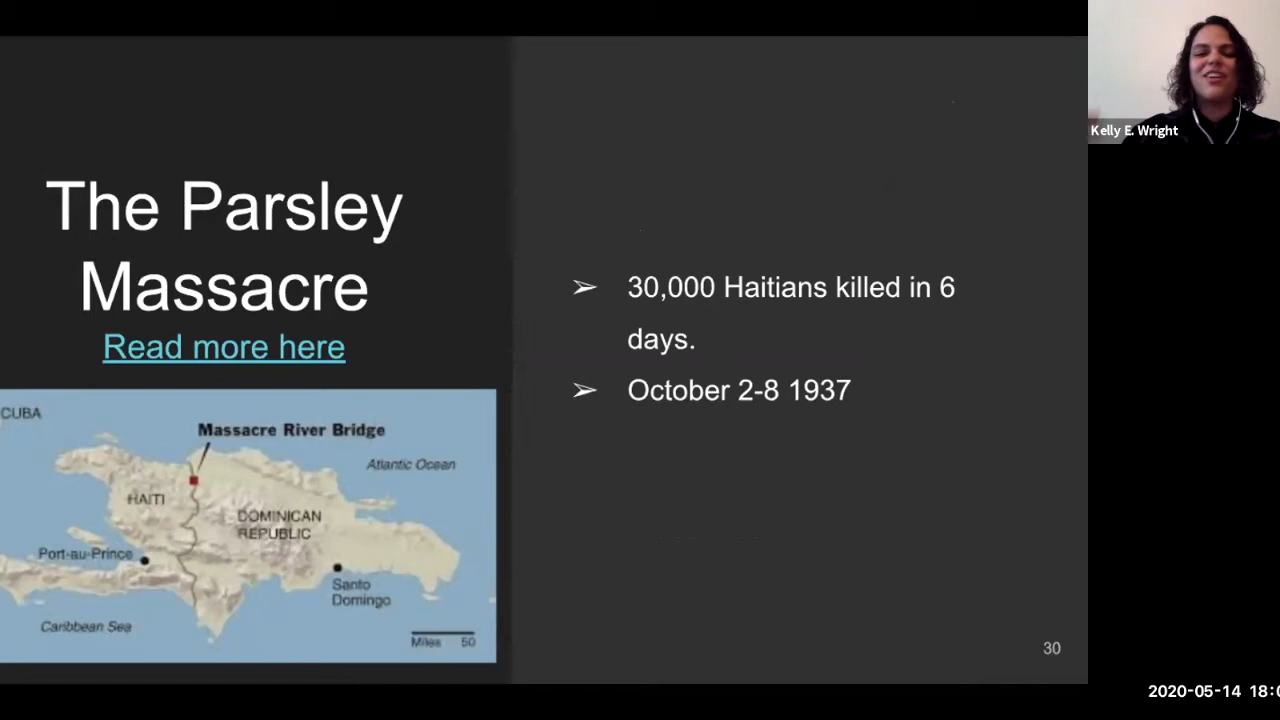 The Parsley
Massacre
Read more here
CUBA
Massacre River Bridge
Atlantic Ocean
HAITI
DOMINICAN
REPUBLIC
Port-au-Prince
Santo
Domingo
Caribbean Sea
Miles 50
➢ 30,000 Haitians killed in 6
days.
➢ October 2-8 1937
30
Kelly E. Wright
2020-05-14 18:0